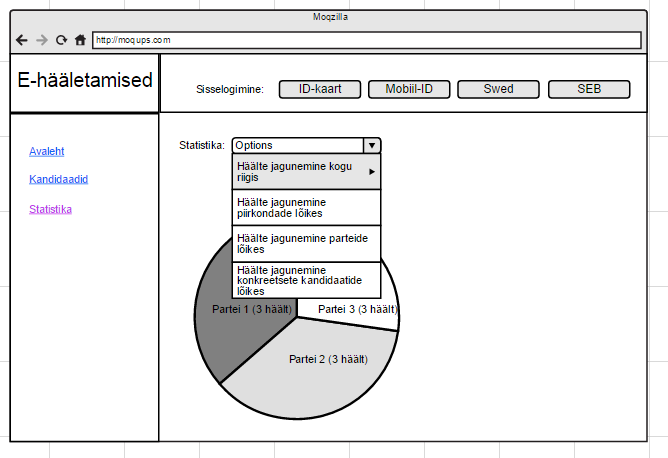 Moqzilla
http://moqups.com
E-hääletamised
Sisselogimine:
ID-kaart
Mobiil-ID
Swed
SEB
Avaleht
Kandidaadid
Statistika
Statistika:
Options
Häälte jagunemine kogu
riigis
Häälte jagunemine
piirkondade lõikes
Häälte jagunemine parteide
lõikes
Häälte jagunemine
konkreetsete kandidaatide
lõikes
Partei 1 (3 häält)
Partei 3 (3 häält)
Partei 2 (3 häält)